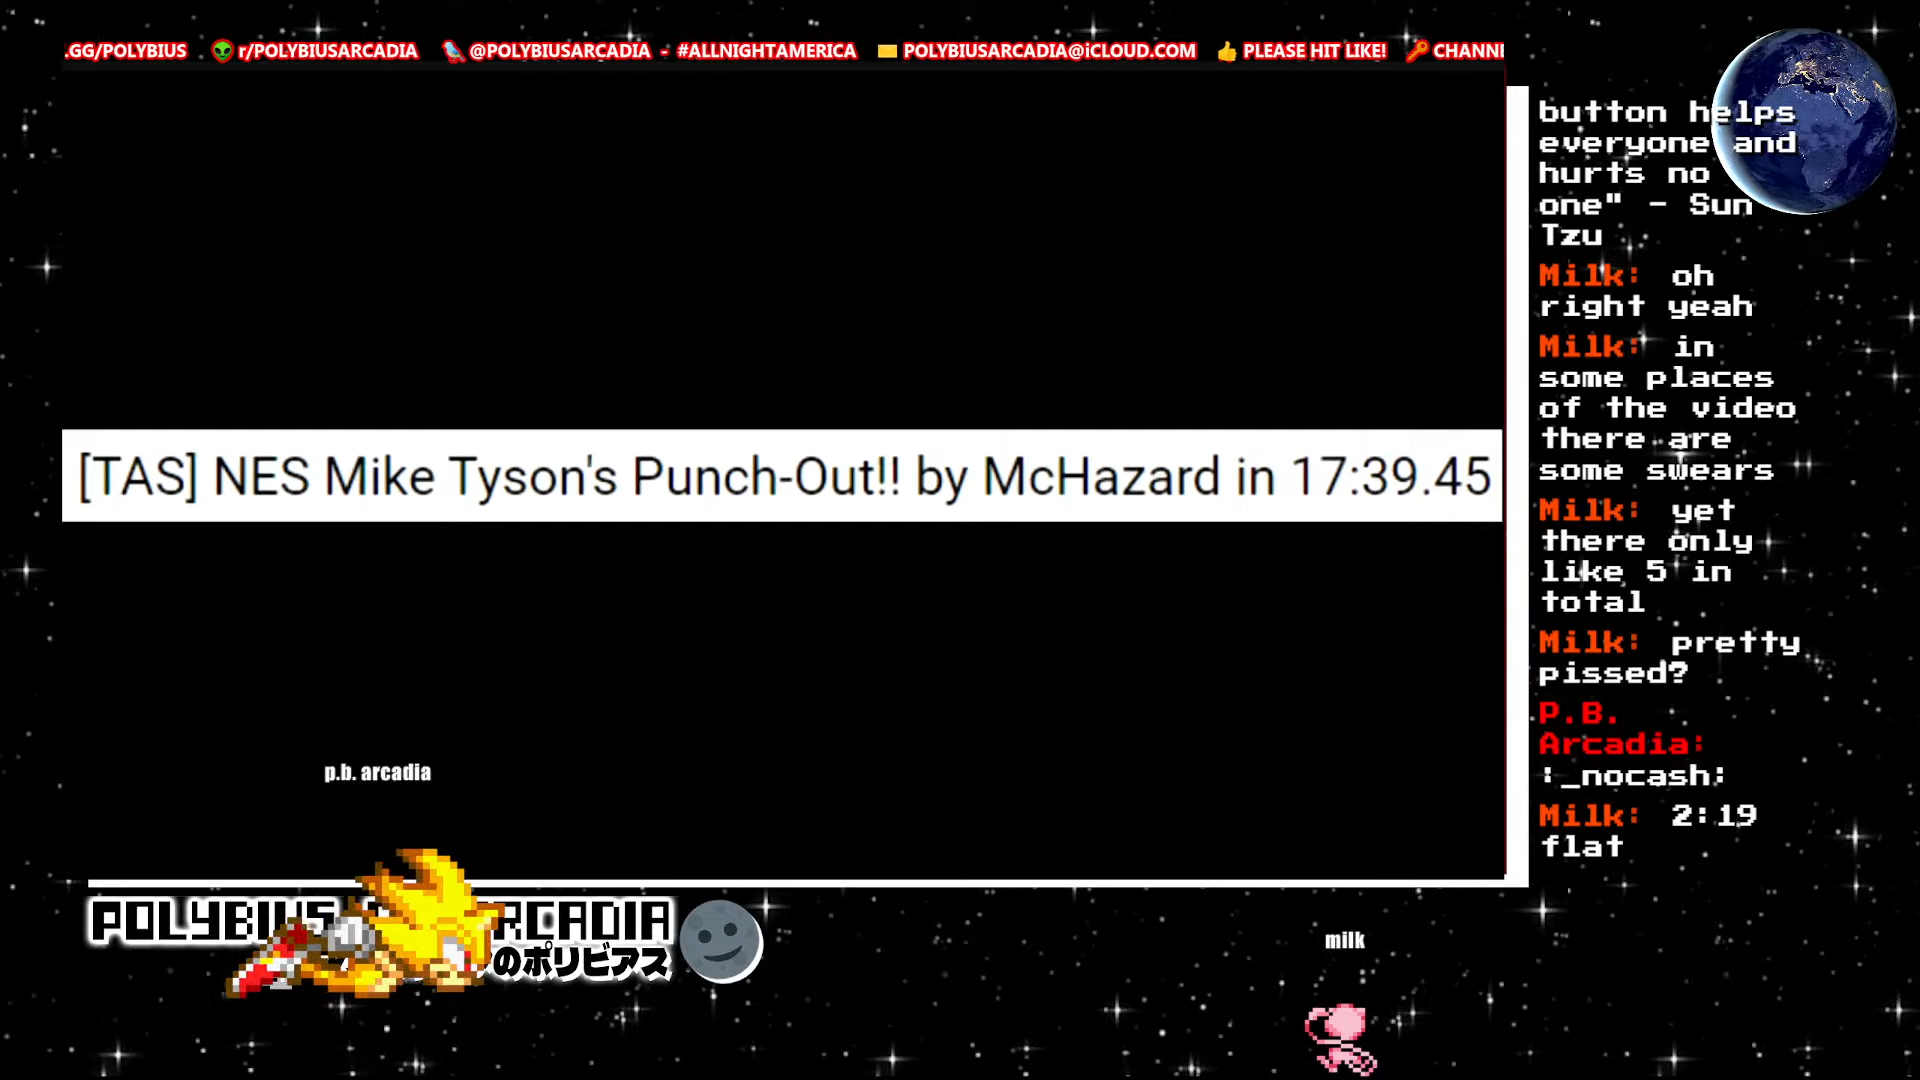 .GG/POLYBIUS r/POLYBIUSARCADIA @POLYBIUSARCADIA - #ALLNIGHTAMERICA POLYBIUSARCADIA@iCLOUD.COM PLEASE HIT LIKE! CHANNE
button helps
everyone and
hurts no
one" - Sun
Tzu
Milk: oh
right yeah
Milk: in
some places
of the video
there are
some swears
Milk: yet
there only
like 5 in
total
Milk: pretty
pissed?
P.B.
Arcadia:
:_nocash:
Milk: 2:19
flat
[TAS] NES Mike Tyson's Punch-Out!! by McHazard in 17:39.45
p.b. arcadia
POLYBIUS ARCADIA
のポリビアス
milk